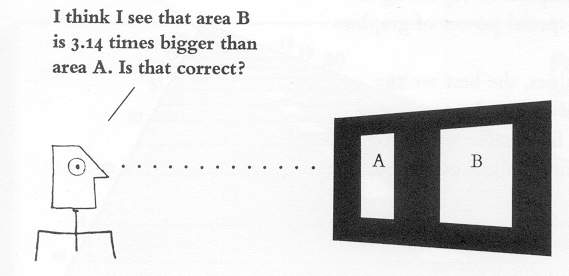 I think I see that area B
is 3.14 times bigger than
area A. Is that correct?
A
B